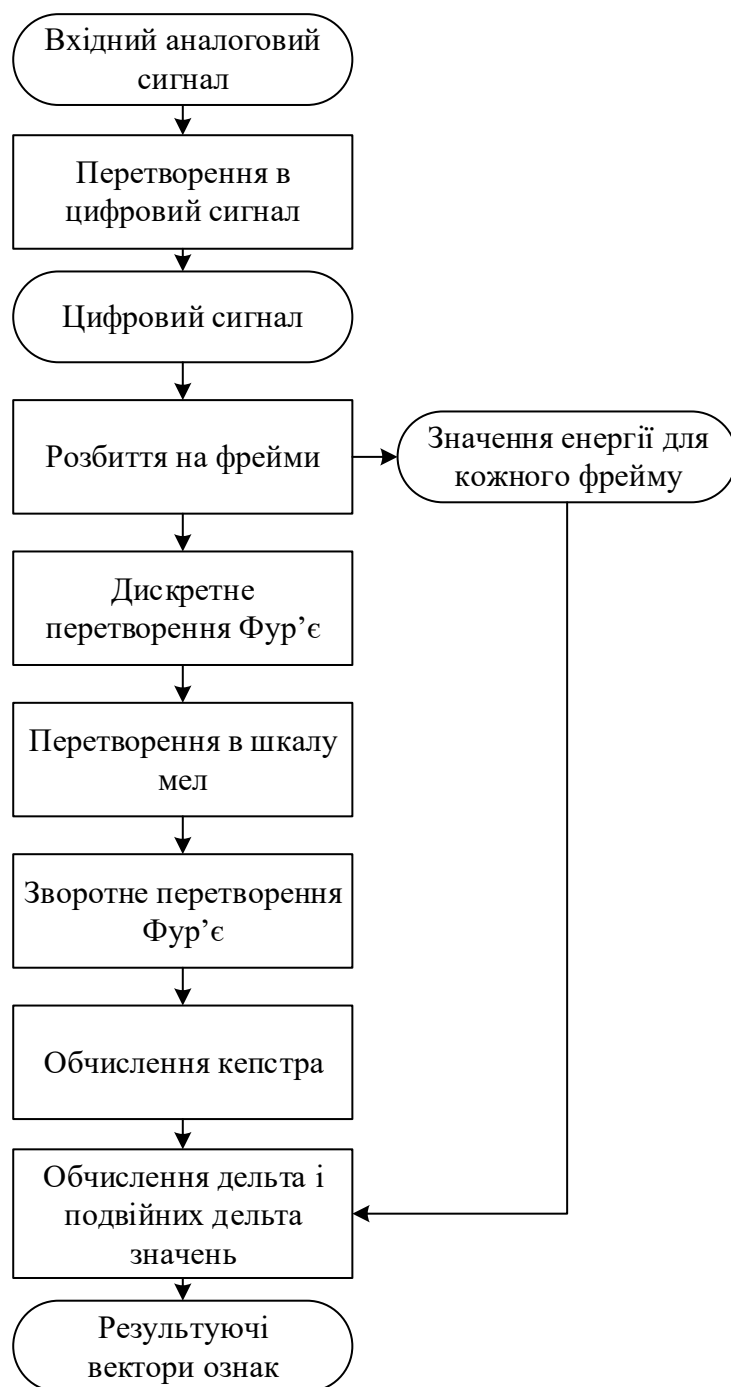 Вхідний аналоговий
сигнал
Перетворення в
цифровий сигнал
Цифровий сигнал
Розбиття на фрейми
Значення енергії для
кожного фрейму
Дискретне
перетворення Фур’є
Перетворення в шкалу
мел
Зворотне перетворення
Фур’є
Обчислення кепстра
Обчислення дельта і
подвійних дельта
значень
Результуючі
вектори ознак